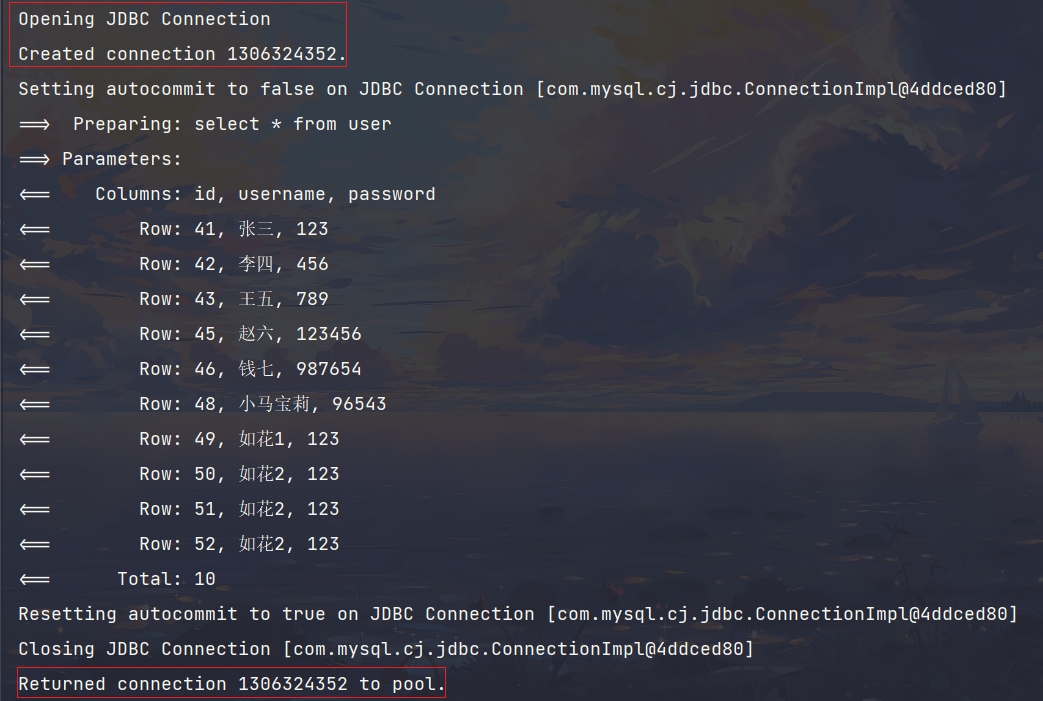 Opening JDBC Connection
Created connection 1306324352.
Setting autocommit to false on JDBC Connection [com.mysql.cj.jdbc.ConnectionImpl@4ddced80]
==>  Preparing: select * from user
==> Parameters:
<==    Columns: id, username, password
<==        Row: 41, 张三, 123
<==        Row: 42, 李四, 456
<==        Row: 43, 王五, 789
<==        Row: 45, 赵六, 123456
<==        Row: 46, 钱七, 987654
<==        Row: 48, 小马宝莉, 96543
<==        Row: 49, 如花1, 123
<==        Row: 50, 如花2, 123
<==        Row: 51, 如花2, 123
<==        Row: 52, 如花2, 123
<==      Total: 10
Resetting autocommit to true on JDBC Connection [com.mysql.cj.jdbc.ConnectionImpl@4ddced80]
Closing JDBC Connection [com.mysql.cj.jdbc.ConnectionImpl@4ddced80]
Returned connection 1306324352 to pool.